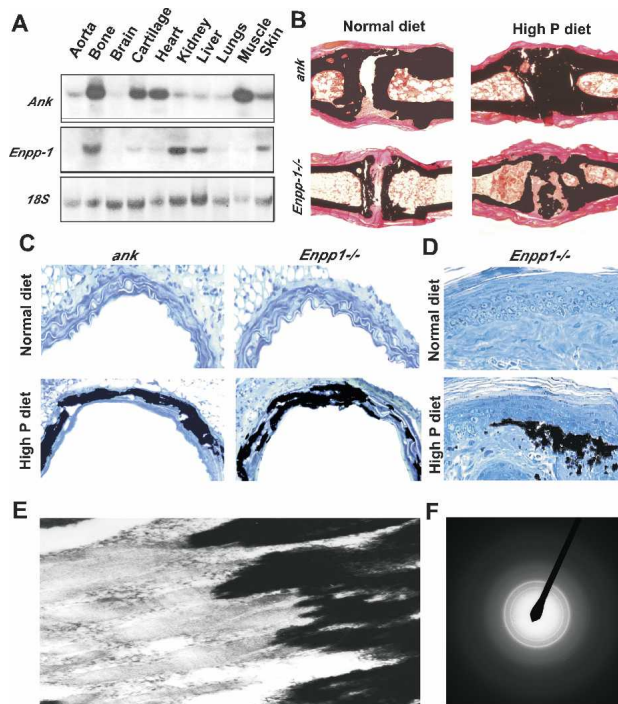 A
Aorta
Bone
Brain
Cartilage
Heart
Kidney
Liver
Lungs
Muscle
Skin
Ank
Enpp-1
18S
B
Normal diet
High P diet
ank
Enpp-1-/-
C
ank
Enpp1-/-
Normal diet
High P diet
D
Enpp1-/-
Normal diet
High P diet
E
F